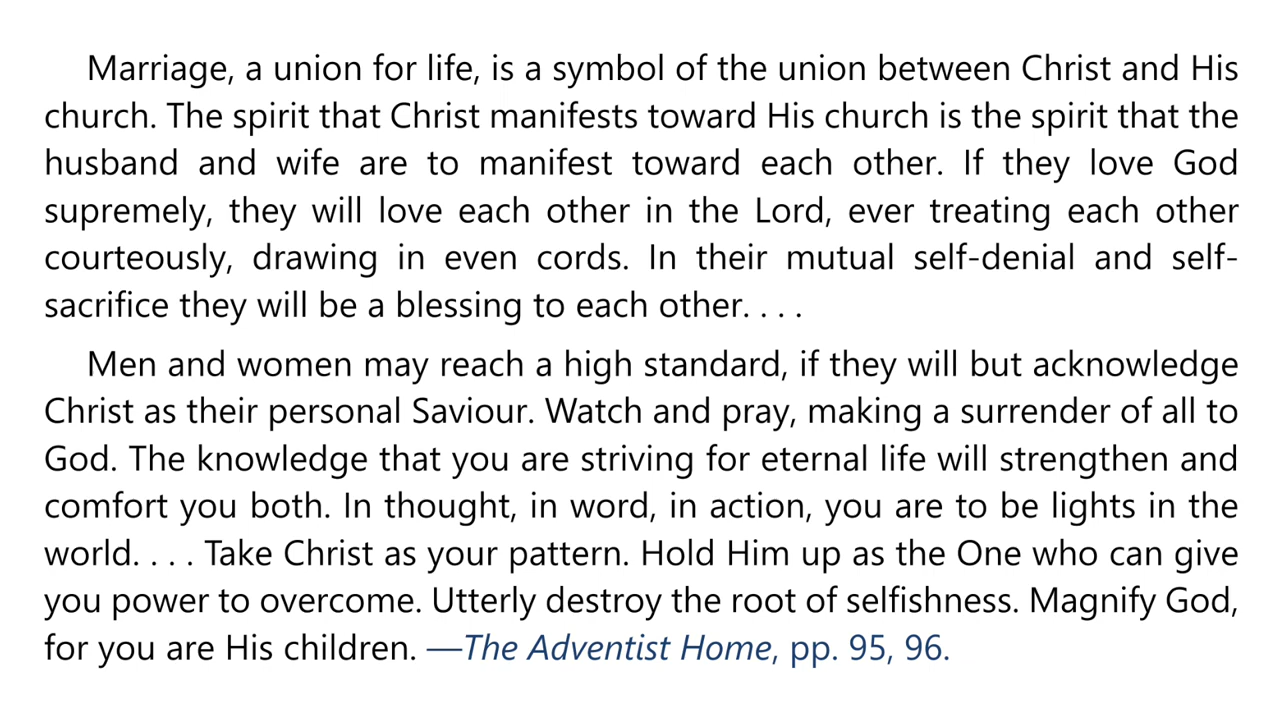 Marriage, a union for life, is a symbol of the union between Christ and His
church. The spirit that Christ manifests toward His church is the spirit that the
husband and wife are to manifest toward each other. If they love God
supremely, they will love each other in the Lord, ever treating each other
courteously, drawing in even cords. In their mutual self-denial and self-
sacrifice they will be a blessing to each other. . . .
Men and women may reach a high standard, if they will but acknowledge
Christ as their personal Saviour. Watch and pray, making a surrender of all to
God. The knowledge that you are striving for eternal life will strengthen and
comfort you both. In thought, in word, in action, you are to be lights in the
world. . . . Take Christ as your pattern. Hold Him up as the One who can give
you power to overcome. Utterly destroy the root of selfishness. Magnify God,
for you are His children. —The Adventist Home, pp. 95, 96.